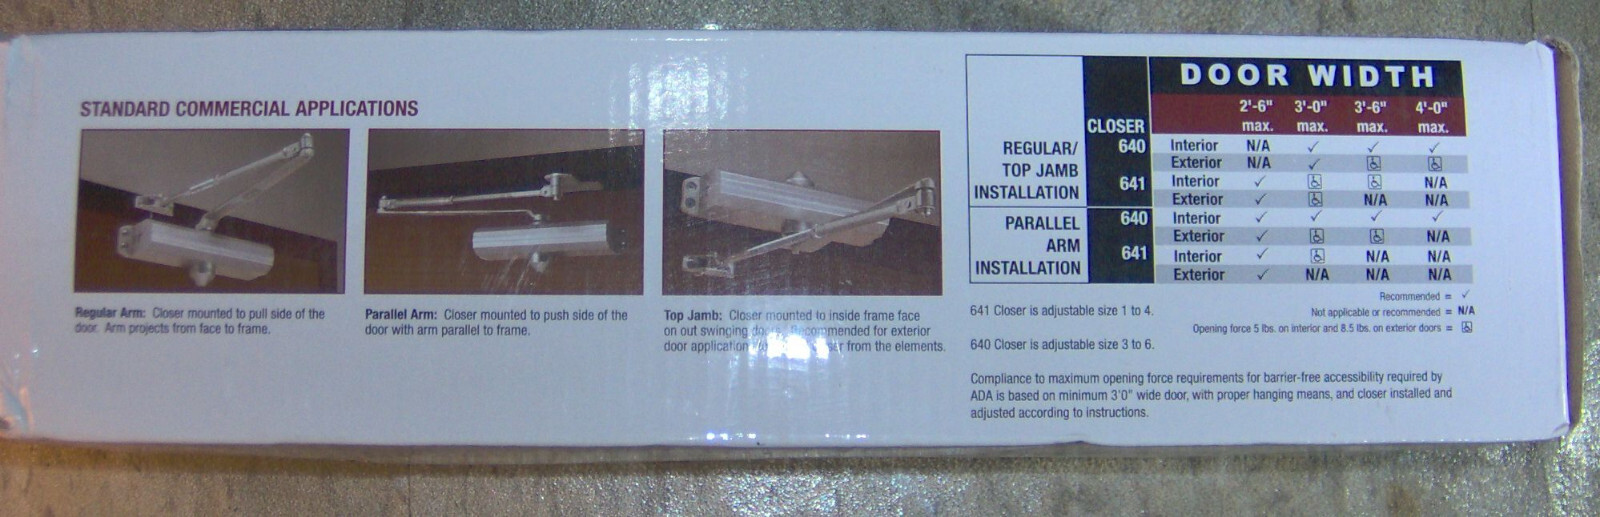 STANDARD COMMERCIAL APPLICATIONS
Regular Arm: Closer mounted to pull side of the
door. Arm projects from face to frame.
Parallel Arm: Closer mounted to push side of the
door with arm parallel to frame.
Top Jamb: Closer mounted to inside frame face
on out swinging doors. Recommended for exterior
door application from the elements.
DOOR WIDTH
CLOSER 2'-6" max. 3'-0" max. 3'-6" max. 4'-0" max.
REGULAR/
TOP JAMB
INSTALLATION
640 Interior N/A ✓ ✓ ✓
Exterior N/A ✓ ♿ ♿
641 Interior ✓ ♿ ♿ N/A
Exterior ✓ ♿ N/A N/A
PARALLEL
ARM
INSTALLATION
640 Interior ✓ ✓ ✓ ✓
Exterior ✓ ♿ ♿ N/A
641 Interior ✓ ♿ N/A N/A
Exterior ✓ N/A N/A N/A
Recommended = ✓
Not applicable or recommended = N/A
Opening force 5 lbs. on interior and 8.5 lbs. on exterior doors = ♿
641 Closer is adjustable size 1 to 4.
640 Closer is adjustable size 3 to 6.
Compliance to maximum opening force requirements for barrier-free accessibility required by
ADA is based on minimum 3'0" wide door, with proper hanging means, and closer installed and
adjusted according to instructions.